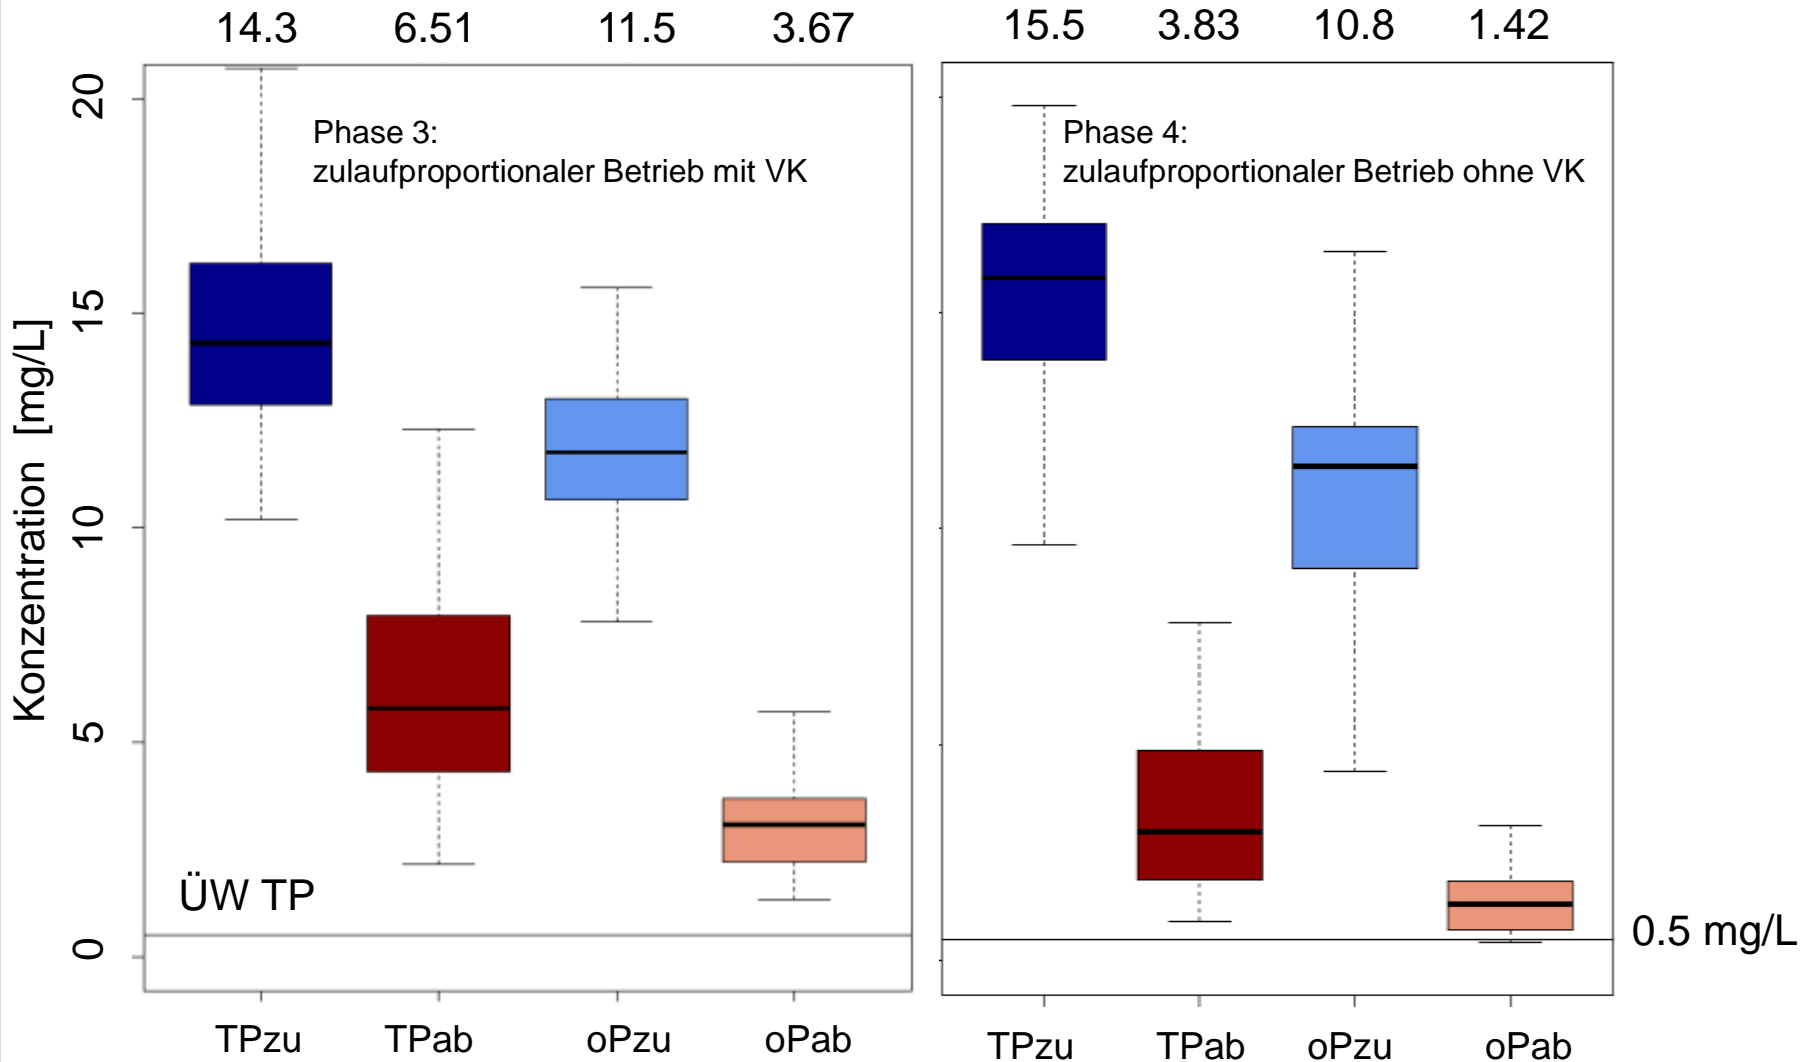 14.3 6.51 11.5 3.67
15.5 3.83 10.8 1.42
Konzentration [mg/L]
20
15
10
5
0
Phase 3:
zulaufproportionaler Betrieb mit VK
Phase 4:
zulaufproportionaler Betrieb ohne VK
ÜW TP
0.5 mg/L
TPzu TPab oPzu oPab
TPzu TPab oPzu oPab